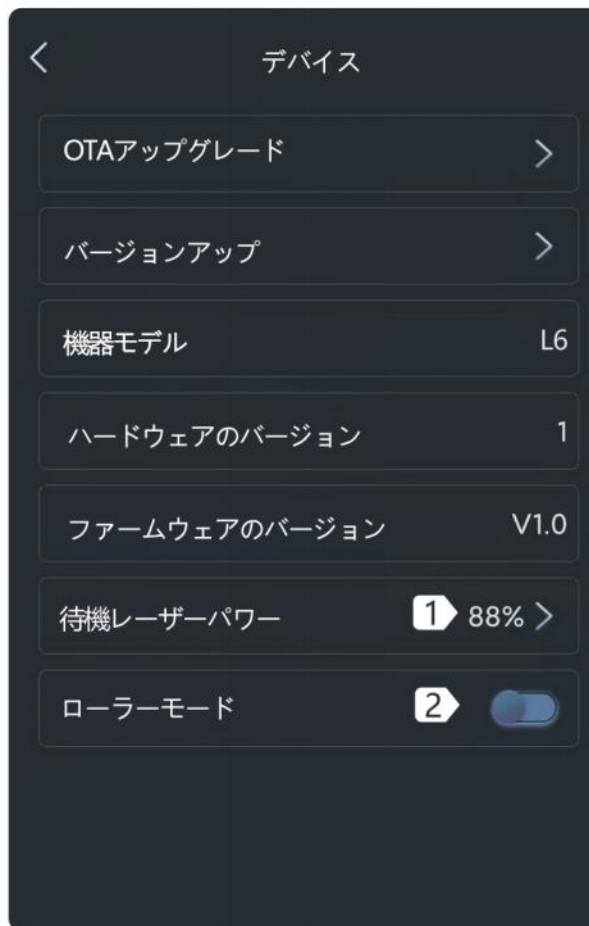 デバイス
OTAアップグレード
バージョンアップ
機器モデル L6
ハードウェアのバージョン 1
ファームウェアのバージョン V1.0
待機レーザーパワー 1 88%
ローラーモード 2